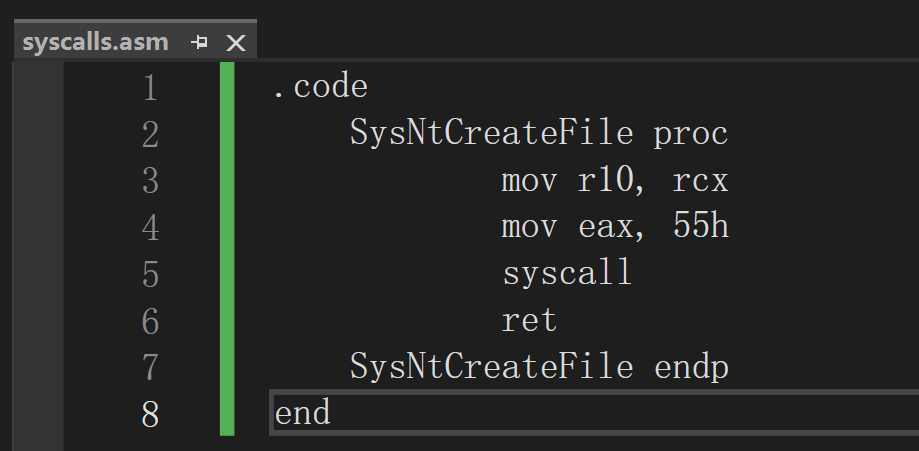 syscalls.asm
1 .code
2 SysNtCreateFile proc
3 mov r10, rcx
4 mov eax, 55h
5 syscall
6 ret
7 SysNtCreateFile endp
8 end